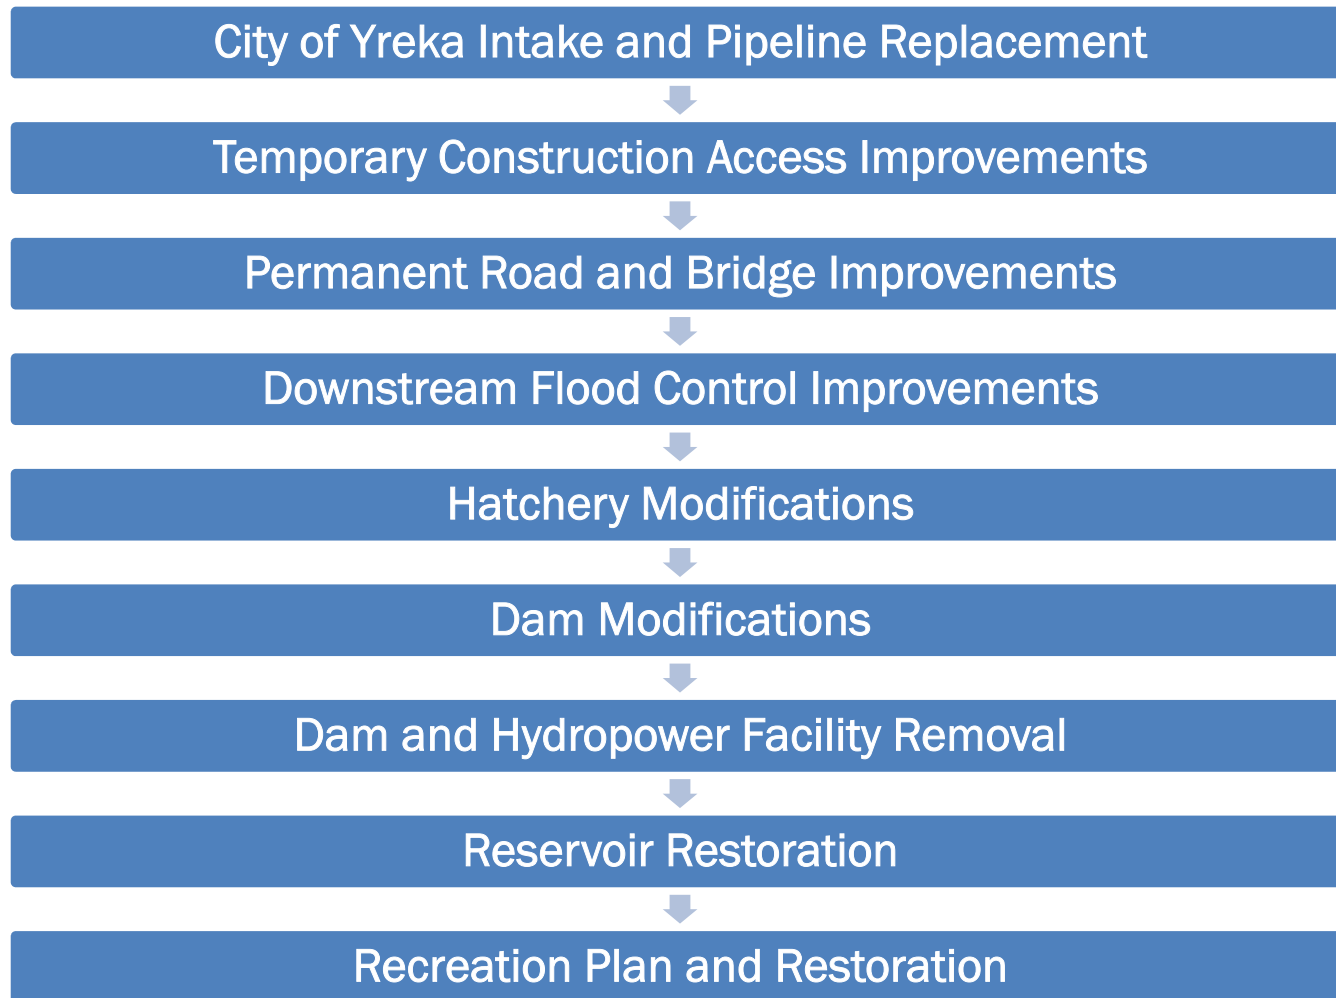 City of Yreka Intake and Pipeline Replacement
Temporary Construction Access Improvements
Permanent Road and Bridge Improvements
Downstream Flood Control Improvements
Hatchery Modifications
Dam Modifications
Dam and Hydropower Facility Removal
Reservoir Restoration
Recreation Plan and Restoration